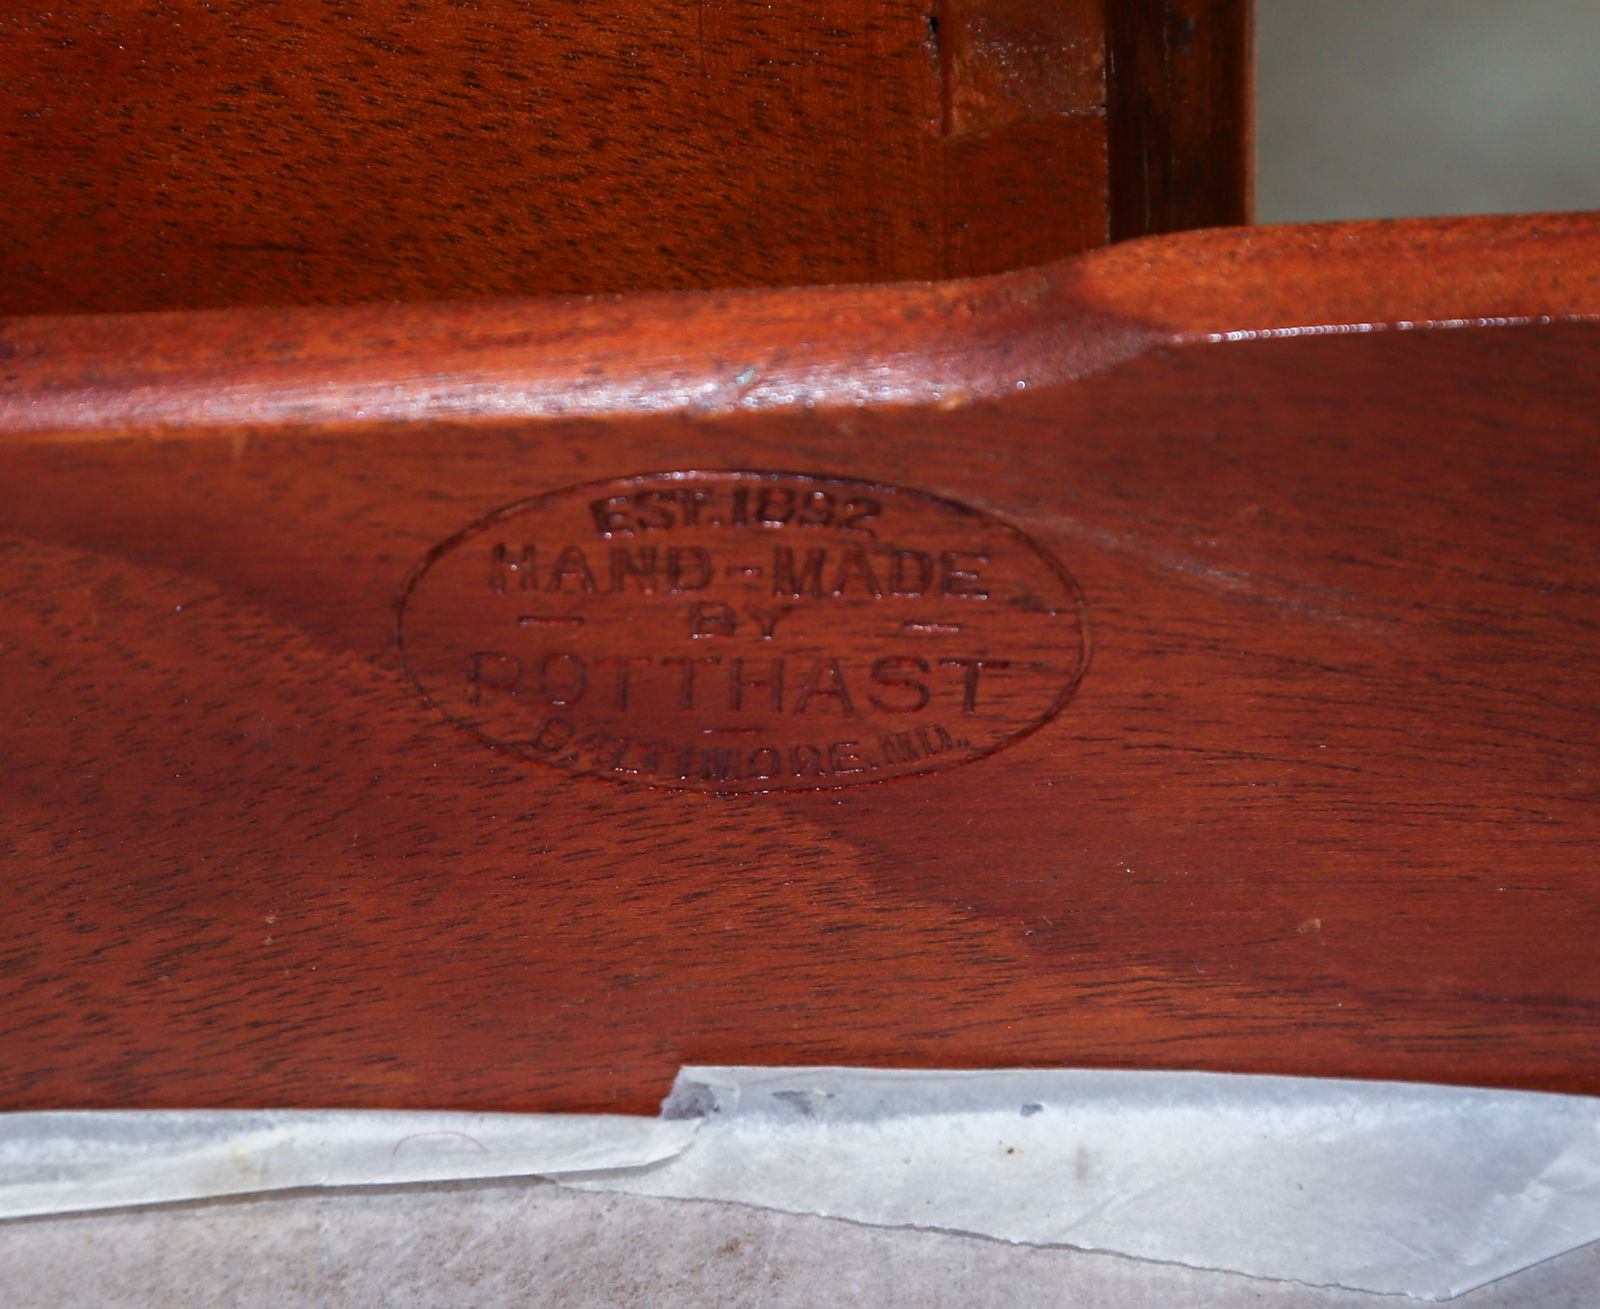 EST. 1892
HAND-MADE
- BY -
POTTHAST
-
BALTIMORE, MD.